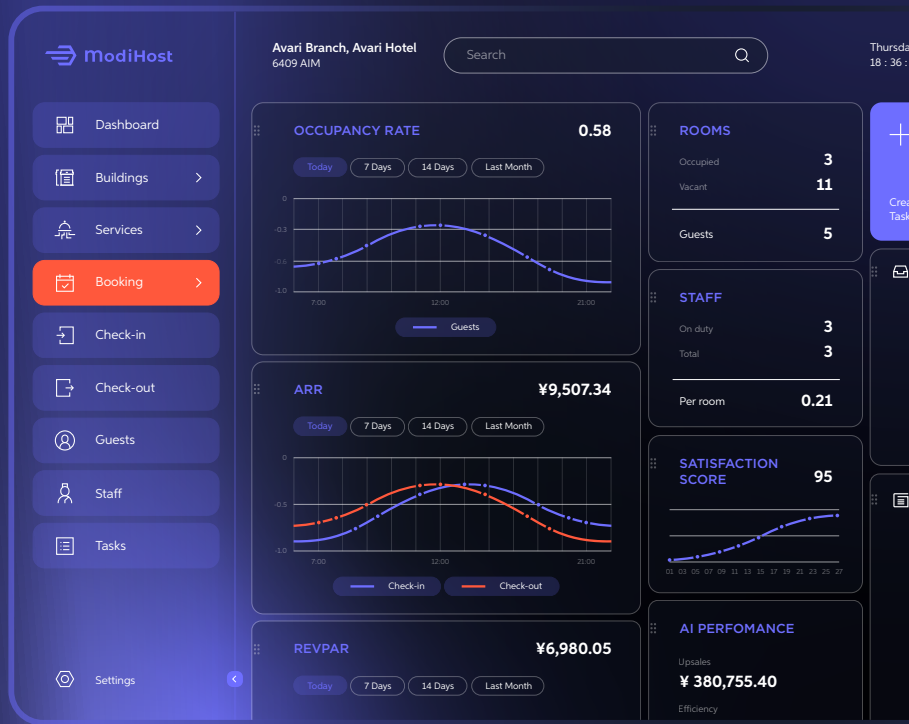 modiHost
Avari Branch, Avari Hotel
6409 AIM
Search
18 : 36 :
Dashboard
Buildings
Services
Booking
Check-in
Check-out
Guests
Staff
Tasks
Settings
OCCUPANCY RATE 0.58
Today 7 Days 14 Days Last Month
0
-0.3
-0.6
-1.0
7:00 12:00 21:00
Guests
ARR ¥9,507.34
Today 7 Days 14 Days Last Month
0
-0.5
-1.0
7:00 12:00 21:00
Check-in Check-out
REVPAR ¥6,980.05
Today 7 Days 14 Days Last Month
ROOMS
Occupied 3
Vacant 11
Guests 5
STAFF
On duty 3
Total 3
Per room 0.21
SATISFACTION
SCORE 95
01 03 05 07 09 11 13 15 17 19 21 23 25 27
AI PERFOMANCE
Upsales
¥ 380,755.40
Efficiency